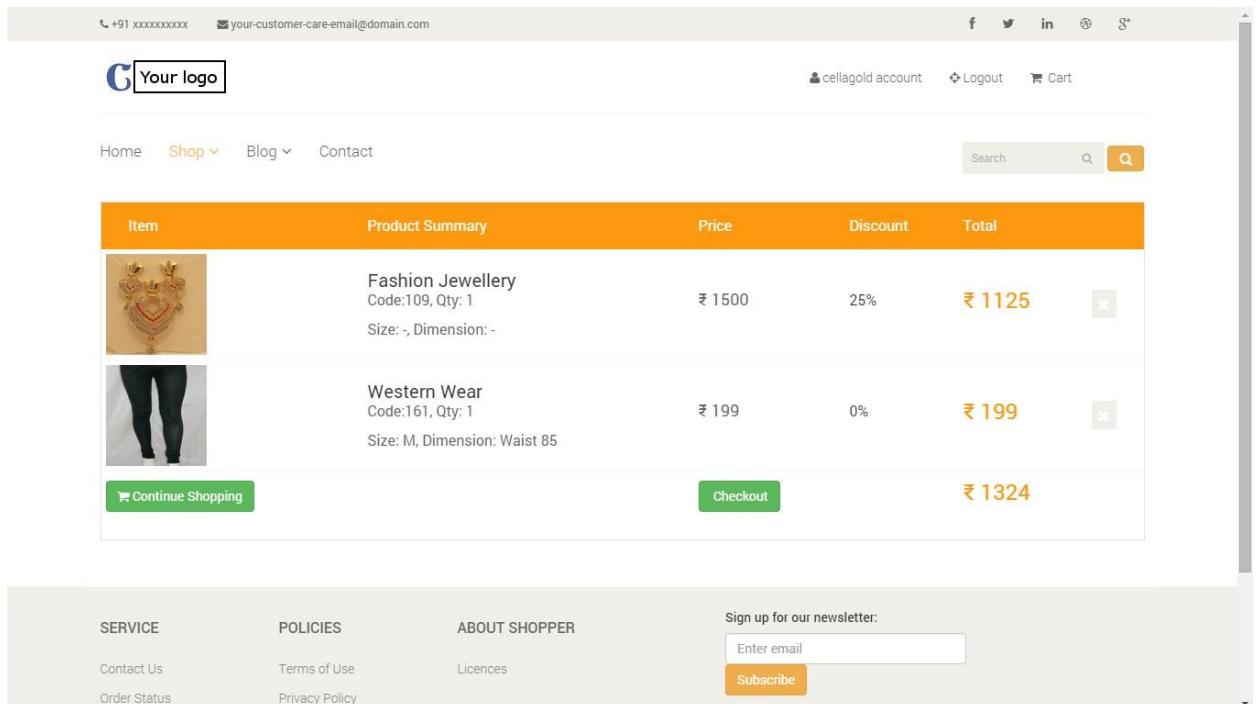 +91 xxxxxxxxxx your-customer-care-email@domain.com
Your logo
cellagold account Logout Cart
Home Shop Blog Contact
Search
Item Product Summary Price Discount Total
Fashion Jewellery
Code:109, Qty: 1
₹ 1500 25% ₹ 1125
Size: -, Dimension: -
Western Wear
Code:161, Qty: 1
₹ 199 0% ₹ 199
Size: M, Dimension: Waist 85
Continue Shopping Checkout ₹ 1324
Sign up for our newsletter:
SERVICE POLICIES ABOUT SHOPPER
Enter email
Contact Us Terms of Use Licences
Subscribe
Order Status Privacy Policy